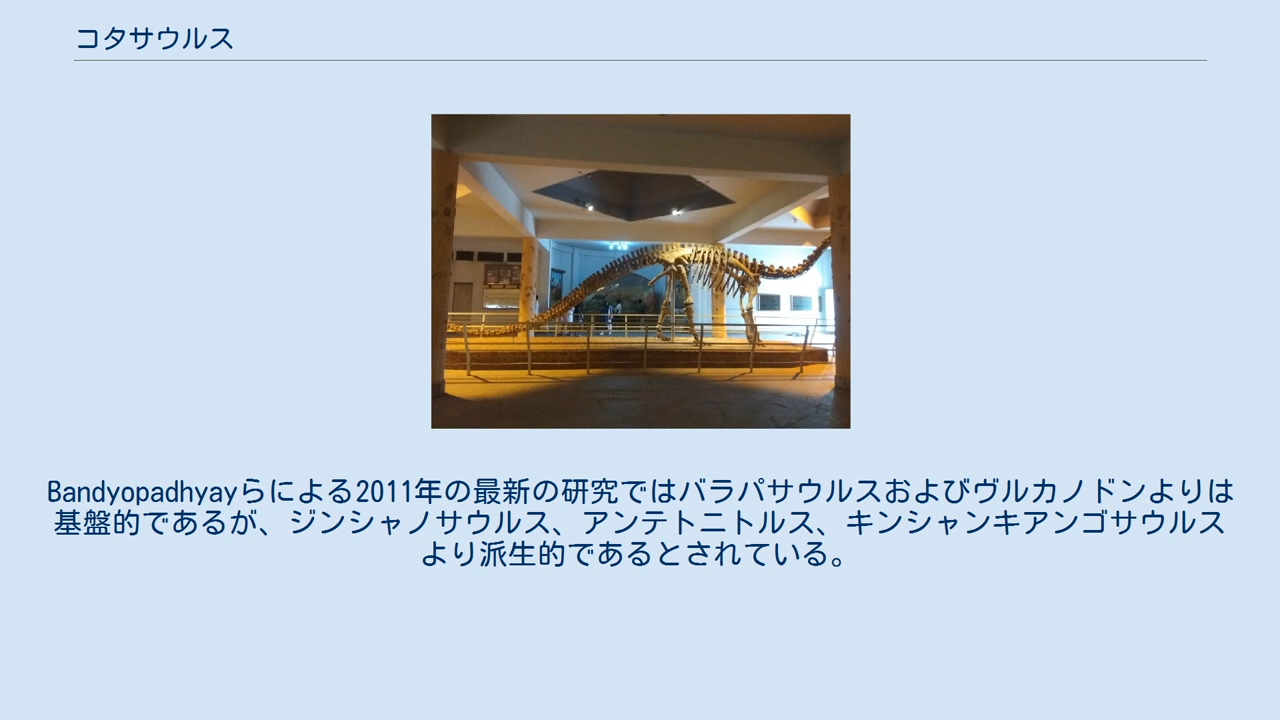 コタサウルス
Bandyopadhyayらによる2011年の最新の研究ではバラパサウルスおよびヴルカノドンよりは
基盤的であるが、ジンシャノサウルス、アンテトニトルス、キンシャンキアンゴサウルス
より派生的であるとされている。